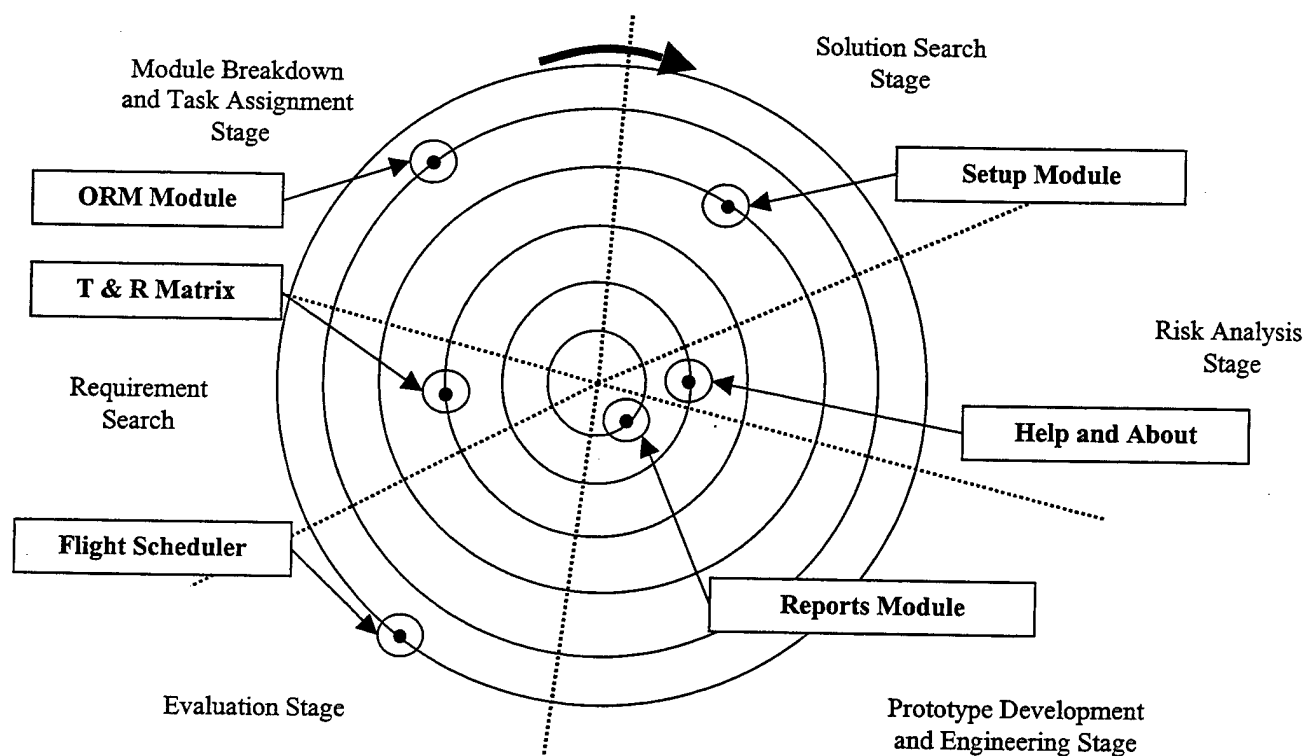 Solution Search
Stage
Module Breakdown
and Task Assignment
Stage
ORM Module
Setup Module
T & R Matrix
Risk Analysis
Stage
Requirement
Search
Help and About
Flight Scheduler
Reports Module
Evaluation Stage
Prototype Development
and Engineering Stage